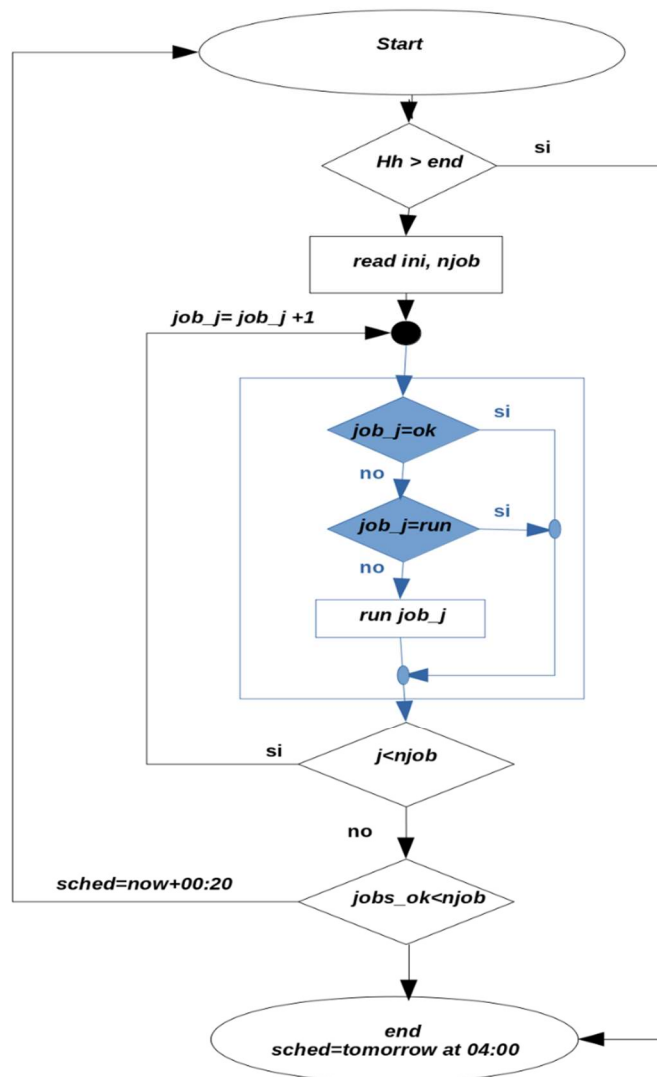 Start
Hh > end
si
read ini, njob
job_j= job_j +1
job_j=ok
si
no
job_j=run
si
no
run job_j
j<njob
si
no
sched=now+00:20
jobs_ok<njob
end
sched=tomorrow at 04:00